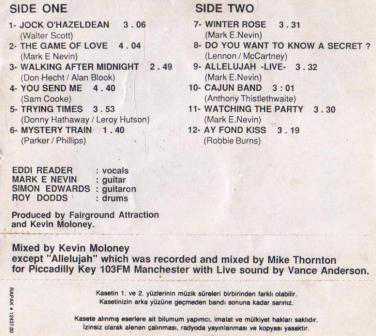 SIDE ONE
1- JOCK O'HAZELDEAN 3 . 06
(Walter Scott)
2- THE GAME OF LOVE 4 . 04
(Mark E Nevin)
3- WALKING AFTER MIDNIGHT 2 . 49
(Don Hecht / Alan Blook)
4- YOU SEND ME 4 . 40
(Sam Cooke)
5- TRYING TIMES 3 . 53
(Donny Hathaway / Leroy Hutson)
6- MYSTERY TRAIN 1 . 40
(Parker / Phillips)
SIDE TWO
7- WINTER ROSE 3 . 31
(Mark E.Nevin)
8- DO YOU WANT TO KNOW A SECRET ?
(Lennon / McCartney)
9- ALLELUJAH -LIVE- 3 . 32
(Mark E.Nevin)
10- CAJUN BAND 3 : 01
(Anthony Thistlethwaite)
11- WATCHING THE PARTY 3 . 30
(Mark E.Nevin)
12- AY FOND KISS 3 . 19
(Robbie Burns)
EDDI READER : vocals
MARK E NEVIN : guitar
SIMON EDWARDS : guitaron
ROY DODDS : drums
Produced by Fairground Attraction
and Kevin Moloney.
Mixed by Kevin Moloney
except "Allelujah" which was recorded and mixed by Mike Thornton
for Piccadilly Key 103FM Manchester with Live sound by Vance Anderson.
Kasetin 1. ve 2. yüzlerinin müzik süreleri birbirinden farklı olabilir.
Kasetinizin arka yüzüne geçmeden bandı sonuna kadar sarınız.
Kasete alınmış eserlere ait bilumum yapımcı, imalat ve mülkiyet hakları saklıdır.
İzinsiz olarak alenen çalınması, radyoda yayınlanması ve kopyası yasaktır.